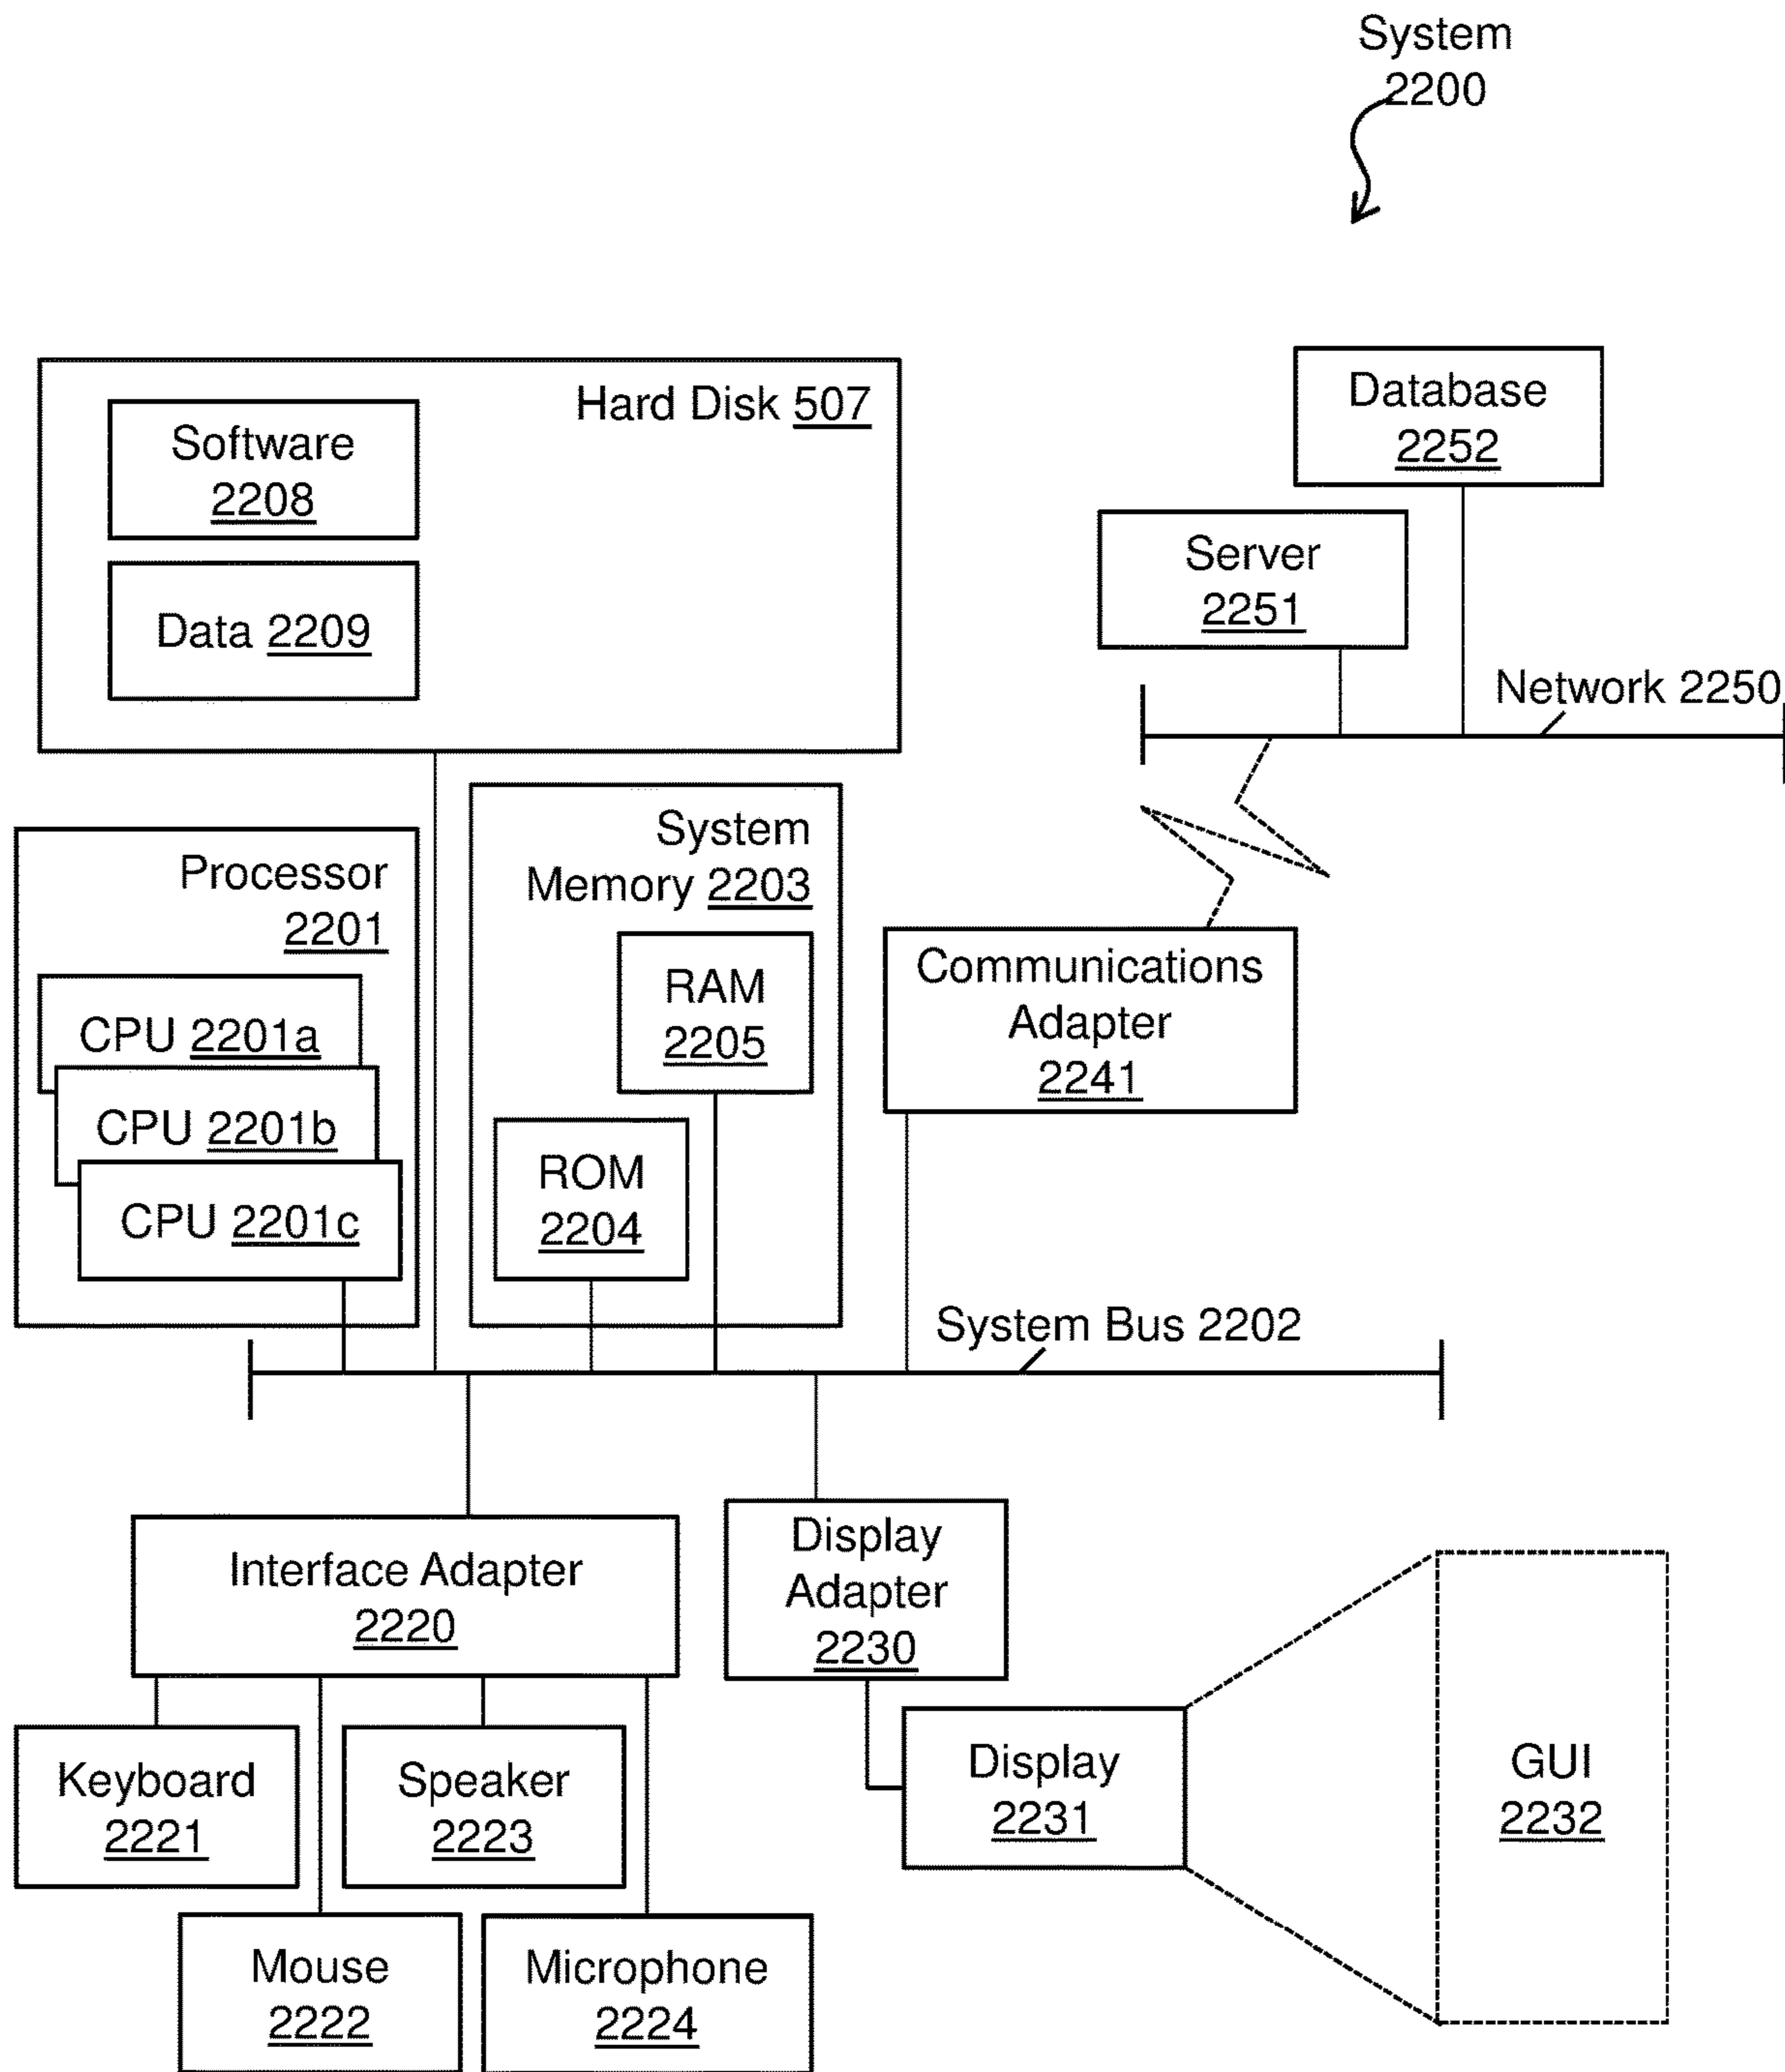 System
2200
Hard Disk 507
Software
2208
Data 2209
Database
2252
Server
2251
Network 2250
Processor
2201
CPU 2201a
CPU 2201b
CPU 2201c
System
Memory 2203
RAM
2205
ROM
2204
Communications
Adapter
2241
System Bus 2202
Interface Adapter
2220
Display
Adapter
2230
Keyboard
2221
Speaker
2223
Mouse
2222
Microphone
2224
Display
2231
GUI
2232